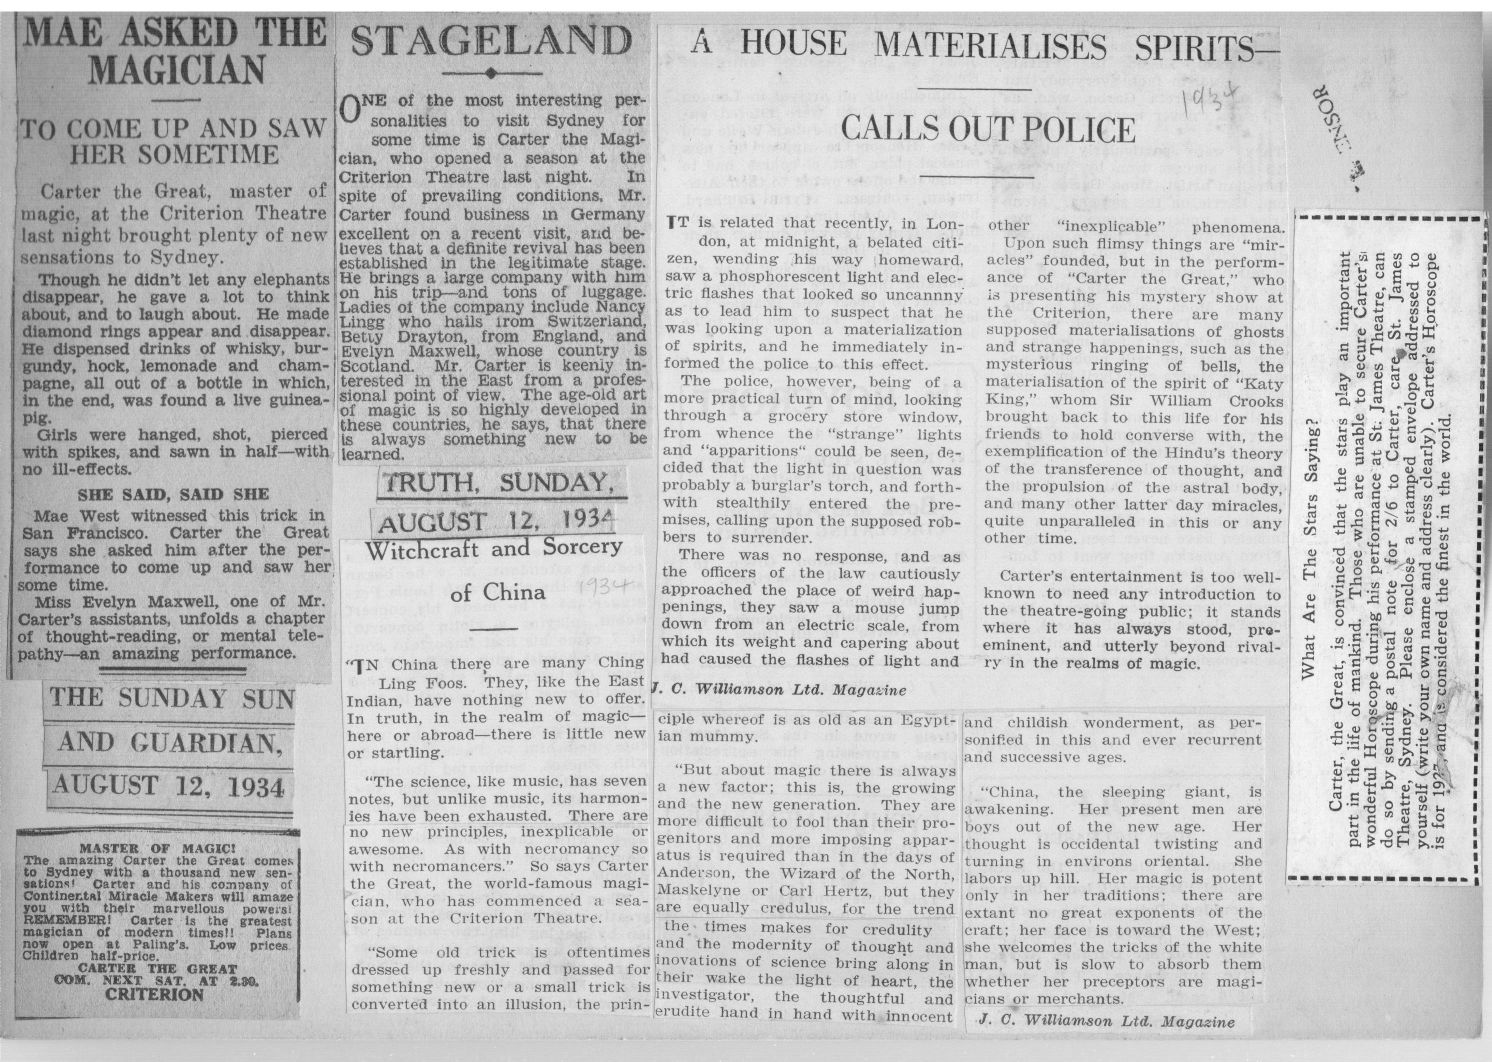 MAE ASKED THE
MAGICIAN
TO COME UP AND SAW
HER SOMETIME
Carter the Great, master of
magic, at the Criterion Theatre
last night brought plenty of new
sensations to Sydney.
Though he didn't let any elephants
disappear, he gave a lot to think
about, and to laugh about. He made
diamond rings appear and disappear.
He dispensed drinks of whisky, bur-
gundy, hock, lemonade and cham-
pagne, all out of a bottle in which,
in the end, was found a live guinea-
pig.
Girls were hanged, shot, pierced
with spikes, and sawn in half—with
no ill-effects.
SHE SAID, SAID SHE
Mae West witnessed this trick in
San Francisco. Carter the Great
says she asked him after the per-
formance to come up and saw her
some time.
Miss Evelyn Maxwell, one of Mr.
Carter's assistants, unfolds a chapter
of thought-reading, or mental tele-
pathy—an amazing performance.
THE SUNDAY SUN
AND GUARDIAN,
AUGUST 12, 1934
MASTER OF MAGIC!
The amazing Carter the Great comes
to Sydney with a thousand new sen-
sations! Carter and his company of
Continental Miracle Makers will amaze
you with their marvellous powers!
REMEMBER! Carter is the greatest
magician of modern times!! Plans
now open at Paling's. Low prices.
Children half-price.
CARTER THE GREAT
COM. NEXT SAT. AT 2.30.
CRITERION
STAGELAND
ONE of the most interesting per-
sonalities to visit Sydney for
some time is Carter the Magi-
cian, who opened a season at the
Criterion Theatre last night. In
spite of prevailing conditions, Mr.
Carter found business in Germany
excellent on a recent visit, and be-
lieves that a definite revival has been
established in the legitimate stage.
He brings a large company with him
on his trip—and tons of luggage.
Ladies of the company include Nancy
Lingg who hails from Switzerland,
Betty Drayton, from England, and
Evelyn Maxwell, whose country is
Scotland. Mr. Carter is keenly in-
terested in the East from a profes-
sional point of view. The age-old art
of magic is so highly developed in
these countries, he says, that there
is always something new to be
learned.
TRUTH, SUNDAY,
AUGUST 12, 1934
Witchcraft and Sorcery
of China
1934
"IN China there are many Ching
Ling Foos. They, like the East
Indian, have nothing new to offer.
In truth, in the realm of magic—
here or abroad—there is little new
or startling.
"The science, like music, has seven
notes, but unlike music, its harmon-
ies have been exhausted. There are
no new principles, inexplicable or
awesome. As with necromancy so
with necromancers." So says Carter
the Great, the world-famous magi-
cian, who has commenced a sea-
son at the Criterion Theatre.
"Some old trick is oftentimes
dressed up freshly and passed for
something new or a small trick is
converted into an illusion, the prin-
ciple whereof is as old as an Egypt-
ian mummy.
"But about magic there is always
a new factor; this is, the growing
and the new generation. They are
more difficult to fool than their pro-
genitors and more imposing appar-
atus is required than in the days of
Anderson, the Wizard of the North,
Maskelyne or Carl Hertz, but they
are equally credulus, for the trend
the times makes for credulity
and the modernity of thought and
inovations of science bring along in
their wake the light of heart, the
investigator, the thoughtful and
erudite hand in hand with innocent
and childish wonderment, as per-
sonified in this and ever recurrent
and successive ages.
"China, the sleeping giant, is
awakening. Her present men are
boys out of the new age. Her
thought is occidental twisting and
turning in environs oriental. She
labors up hill. Her magic is potent
only in her traditions; there are
extant no great exponents of the
craft; her face is toward the West;
she welcomes the tricks of the white
man, but is slow to absorb them
whether her preceptors are magi-
cians or merchants.
J. C. Williamson Ltd. Magazine
A HOUSE MATERIALISES SPIRITS—
1934
CALLS OUT POLICE
IT is related that recently, in Lon-
don, at midnight, a belated citi-
zen, wending his way homeward,
saw a phosphorescent light and elec-
tric flashes that looked so uncannny
as to lead him to suspect that he
was looking upon a materialization
of spirits, and he immediately in-
formed the police to this effect.
The police, however, being of a
more practical turn of mind, looking
through a grocery store window,
from whence the "strange" lights
and "apparitions" could be seen, de-
cided that the light in question was
probably a burglar's torch, and forth-
with stealthily entered the pre-
mises, calling upon the supposed rob-
bers to surrender.
There was no response, and as
the officers of the law cautiously
approached the place of weird hap-
penings, they saw a mouse jump
down from an electric scale, from
which its weight and capering about
had caused the flashes of light and
other "inexplicable" phenomena.
Upon such flimsy things are "mir-
acles" founded, but in the perform-
ance of "Carter the Great," who
is presenting his mystery show at
the Criterion, there are many
supposed materialisations of ghosts
and strange happenings, such as the
mysterious ringing of bells, the
materialisation of the spirit of "Katy
King," whom Sir William Crooks
brought back to this life for his
friends to hold converse with, the
exemplification of the Hindu's theory
of the transference of thought, and
the propulsion of the astral body,
and many other latter day miracles,
quite unparalleled in this or any
other time.
Carter's entertainment is too well-
known to need any introduction to
the theatre-going public; it stands
where it has always stood, pre-
eminent, and utterly beyond rival-
ry in the realms of magic.
J. C. Williamson Ltd. Magazine
ENSOR
What Are The Stars Saying?
Carter, the Great, is convinced that the stars play an important
part in the life of mankind. Those who are unable to secure Carter's
wonderful Horoscope during his performance at St. James Theatre, can
do so by sending a postal note for 2/6 to Carter, care St. James
Theatre, Sydney. Please enclose a stamped envelope addressed to
yourself (write your own name and address clearly). Carter's Horoscope
is for and is considered the finest in the world.